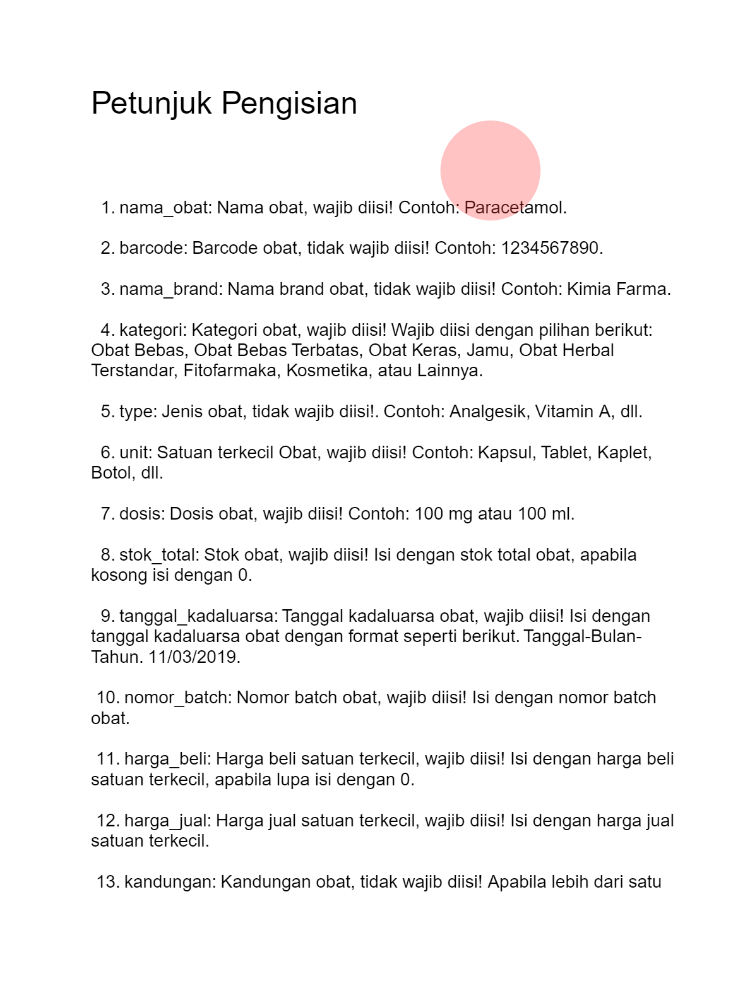 Petunjuk Pengisian
1. nama_obat: Nama obat, wajib diisi! Contoh: Paracetamol.
2. barcode: Barcode obat, tidak wajib diisi! Contoh: 1234567890.
3. nama_brand: Nama brand obat, tidak wajib diisi! Contoh: Kimia Farma.
4. kategori: Kategori obat, wajib diisi! Wajib diisi dengan pilihan berikut:
Obat Bebas, Obat Bebas Terbatas, Obat Keras, Jamu, Obat Herbal
Terstandar, Fitofarmaka, Kosmetika, atau Lainnya.
5. type: Jenis obat, tidak wajib diisi!. Contoh: Analgesik, Vitamin A, dll.
6. unit: Satuan terkecil Obat, wajib diisi! Contoh: Kapsul, Tablet, Kaplet,
Botol, dll.
7. dosis: Dosis obat, wajib diisi! Contoh: 100 mg atau 100 ml.
8. stok_total: Stok obat, wajib diisi! Isi dengan stok total obat, apabila
kosong isi dengan 0.
9. tanggal_kadaluarsa: Tanggal kadaluarsa obat, wajib diisi! Isi dengan
tanggal kadaluarsa obat dengan format seperti berikut. Tanggal-Bulan-
Tahun. 11/03/2019.
10. nomor_batch: Nomor batch obat, wajib diisi! Isi dengan nomor batch
obat.
11. harga_beli: Harga beli satuan terkecil, wajib diisi! Isi dengan harga beli
satuan terkecil, apabila lupa isi dengan 0.
12. harga_jual: Harga jual satuan terkecil, wajib diisi! Isi dengan harga jual
satuan terkecil.
13. kandungan: Kandungan obat, tidak wajib diisi! Apabila lebih dari satu